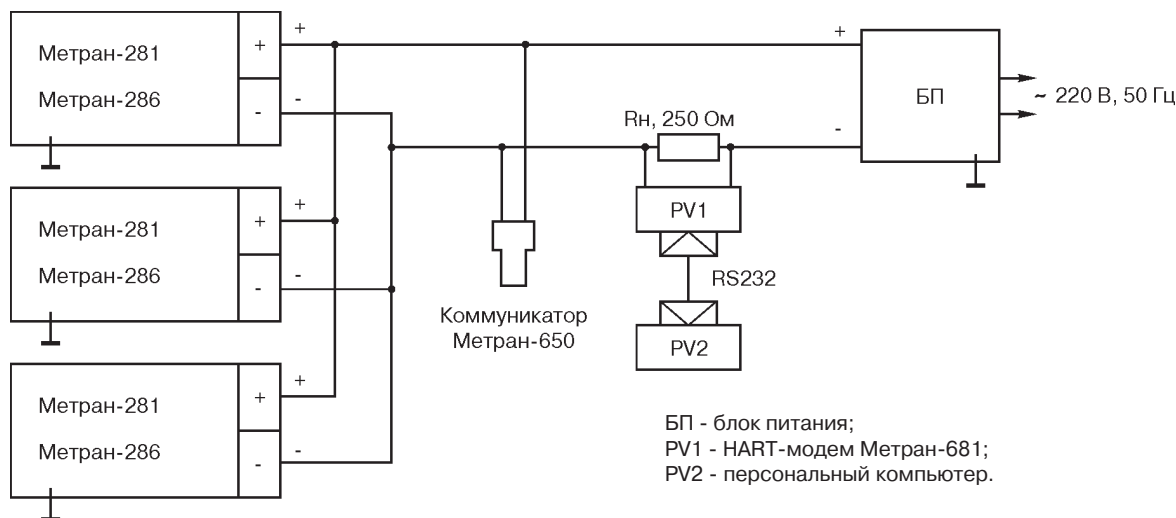 Метран-281
Метран-286
+
-
+
-
+
-
БП
~ 220 В, 50 Гц
Rн, 250 Ом
Метран-281
Метран-286
+
-
+
-
PV1
RS232
PV2
Коммуникатор
Метран-650
Метран-281
Метран-286
+
-
+
-
БП - блок питания;
PV1 - HART-модем Метран-681;
PV2 - персональный компьютер.